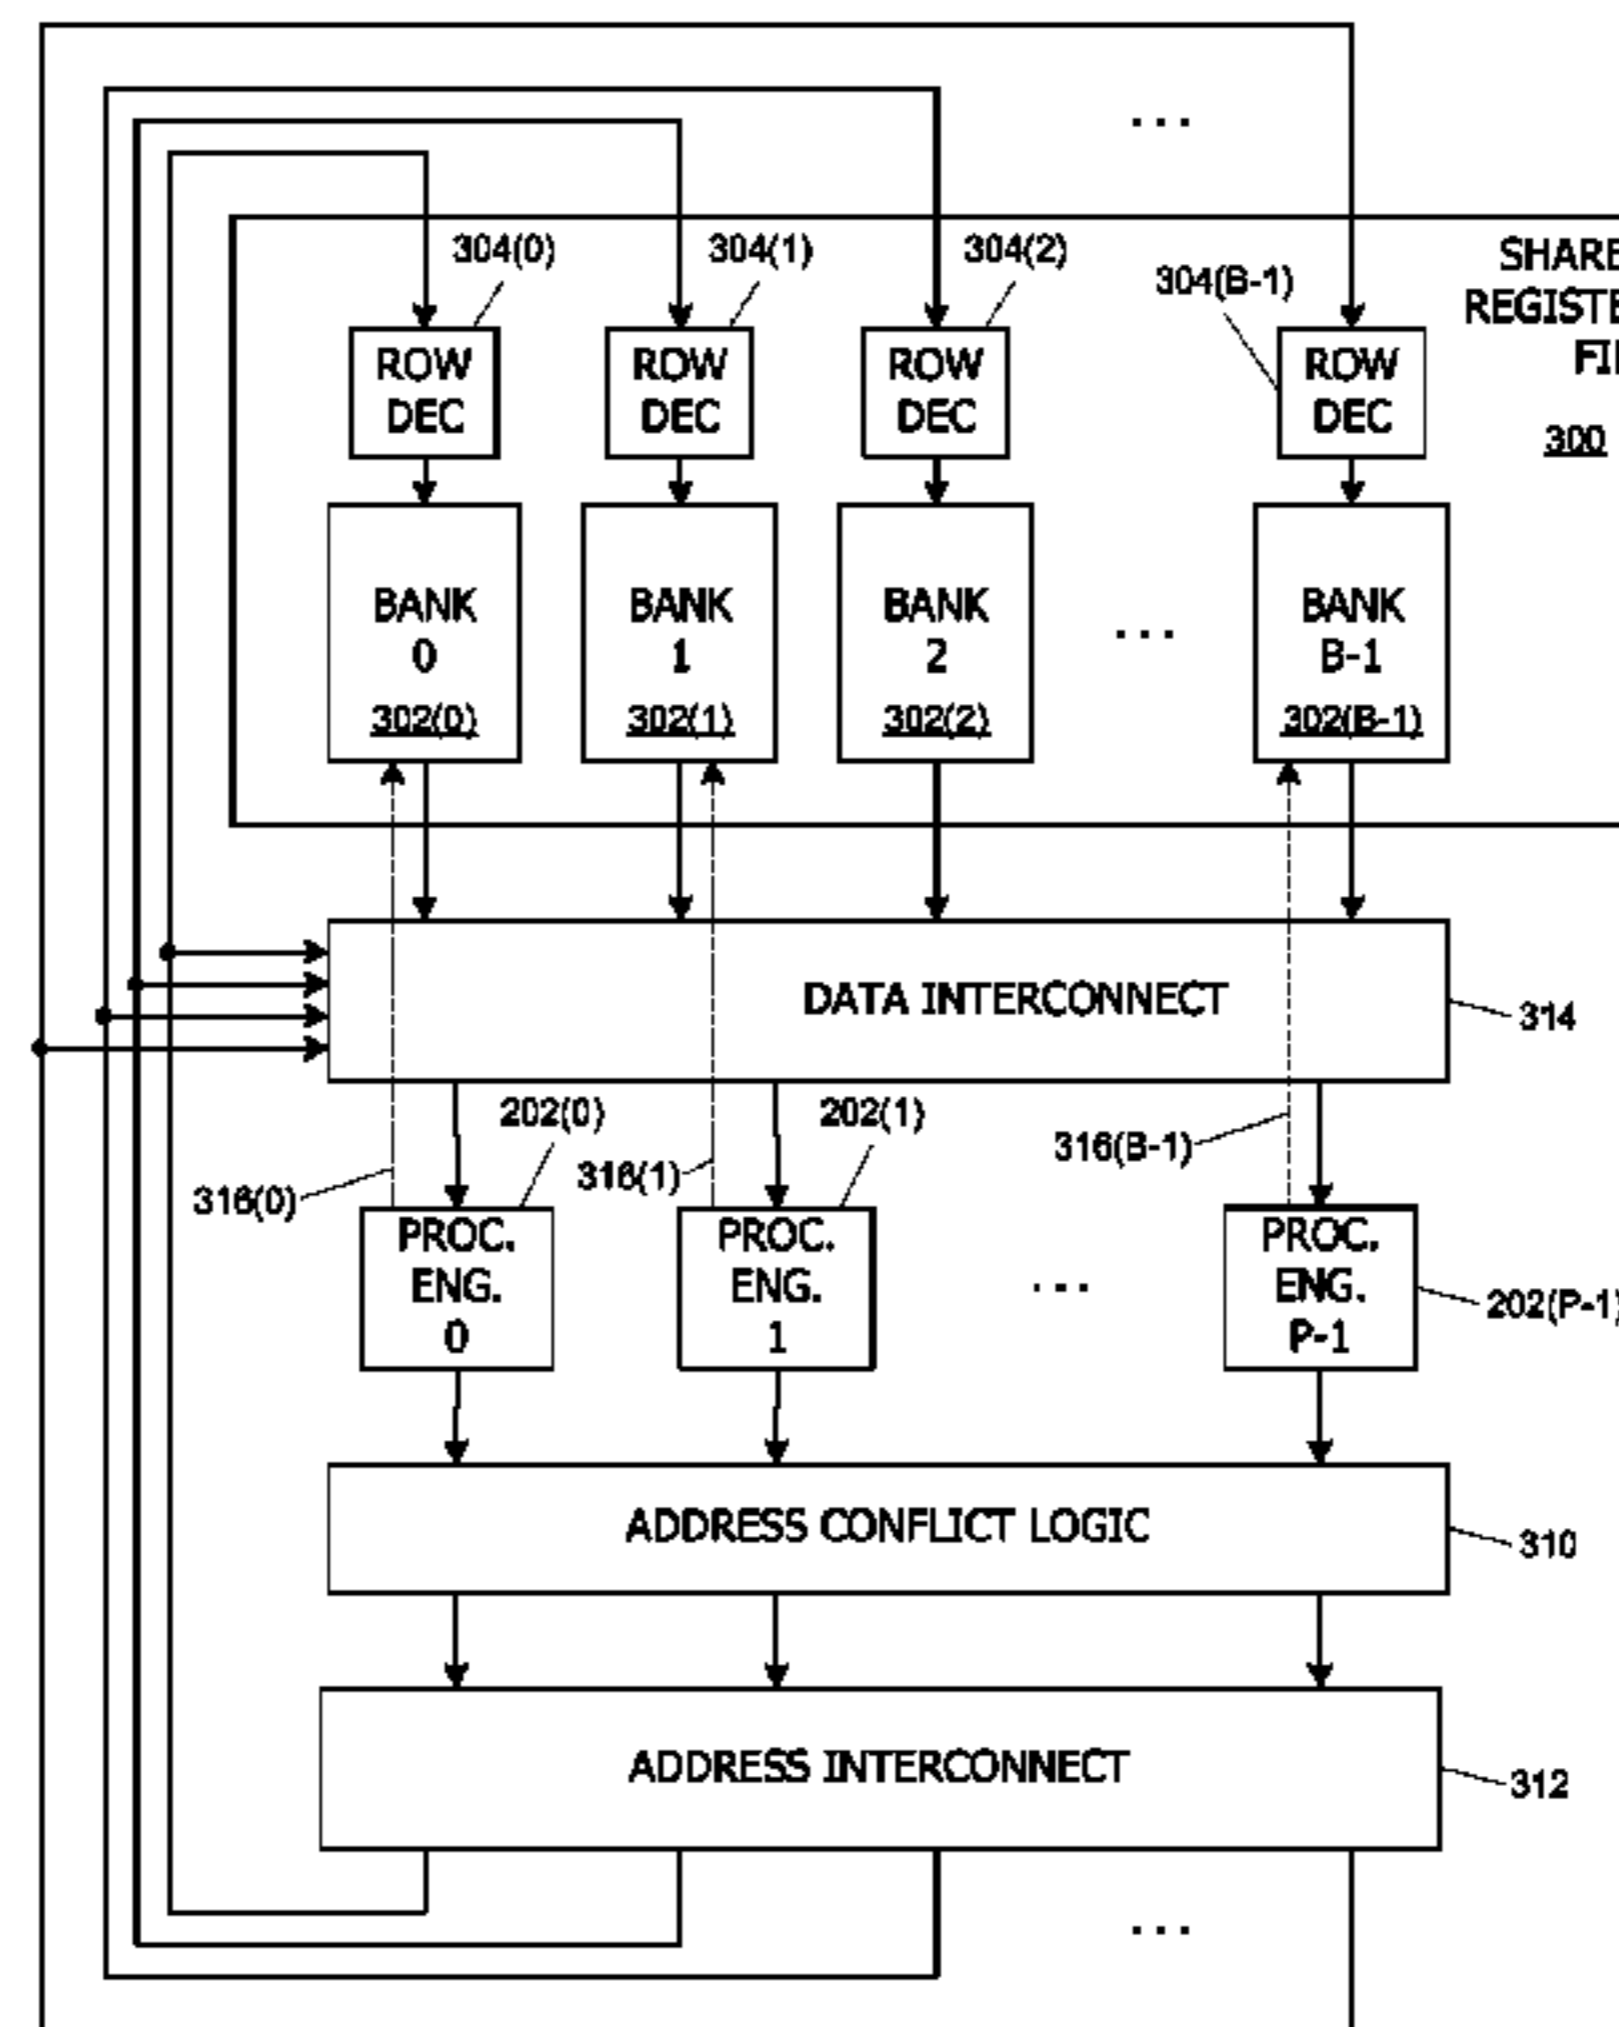 ...
304(0)
304(1)
304(2)
304(B-1)
SHARE
REGISTE
FI
300
ROW
DEC
ROW
DEC
ROW
DEC
ROW
DEC
BANK
0
302(0)
BANK
1
302(1)
BANK
2
302(2)
...
BANK
B-1
302(B-1)
DATA INTERCONNECT
314
202(0)
202(1)
316(0)
316(1)
316(B-1)
PROC.
ENG.
0
PROC.
ENG.
1
...
PROC.
ENG.
P-1
202(P-1)
ADDRESS CONFLICT LOGIC
310
ADDRESS INTERCONNECT
312
...